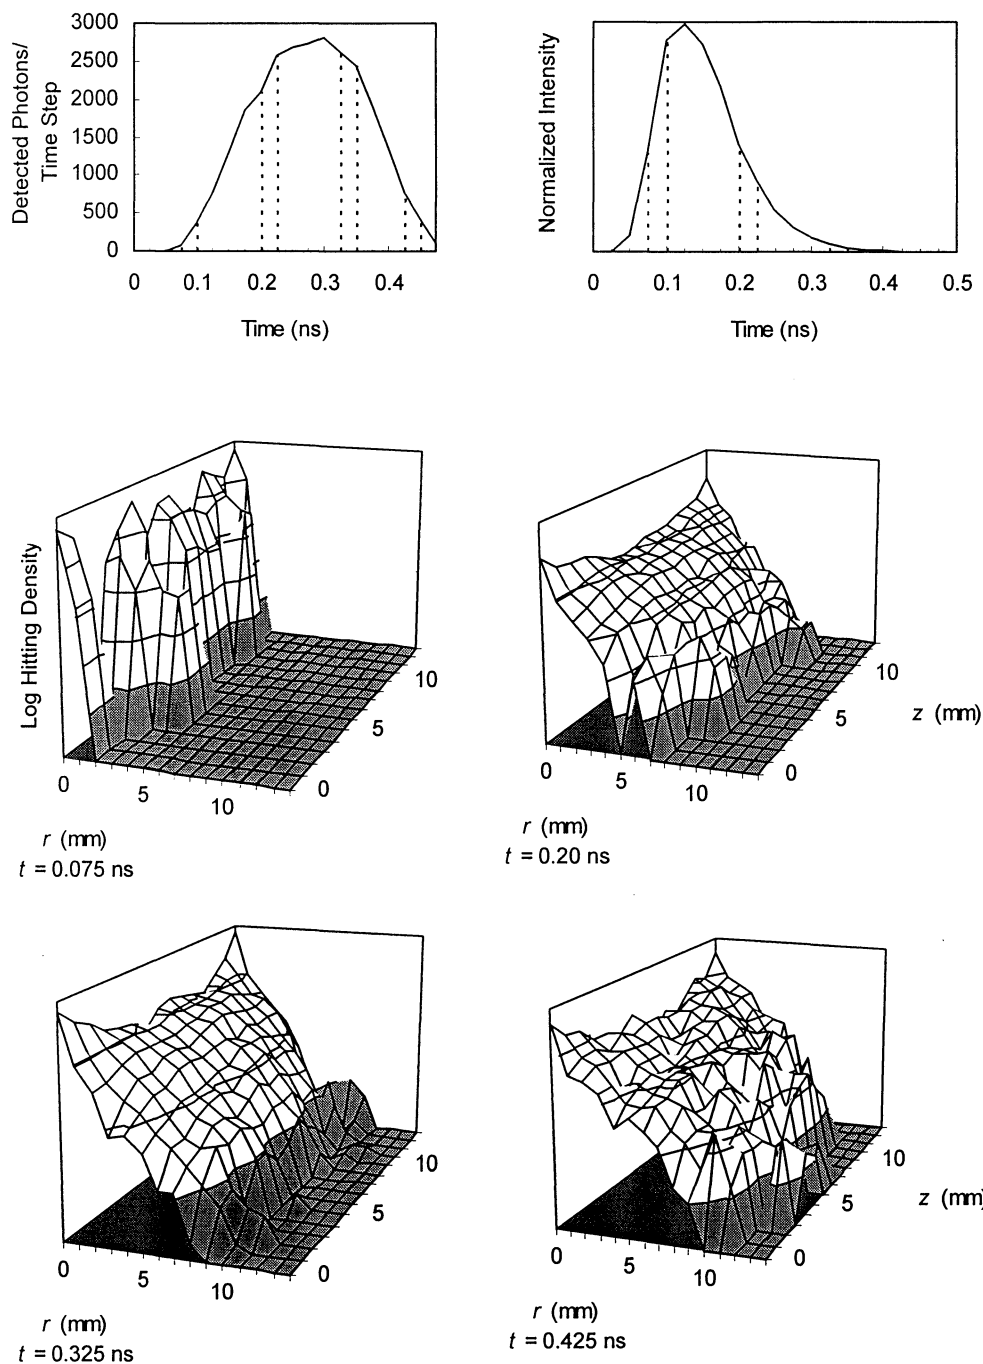 Detected Photons/
Time Step
3000
2500
2000
1500
1000
500
0
0 0.1 0.2 0.3 0.4
Time (ns)
Normalized Intensity
0 0.1 0.2 0.3 0.4 0.5
Time (ns)
Log Hitting Density
0 5 10
0 5 10
r (mm)
t = 0.075 ns
0 5 10
0 5 10
z (mm)
r (mm)
t = 0.20 ns
0 5 10
0 5 10
r (mm)
t = 0.325 ns
0 5 10
0 5 10
z (mm)
r (mm)
t = 0.425 ns